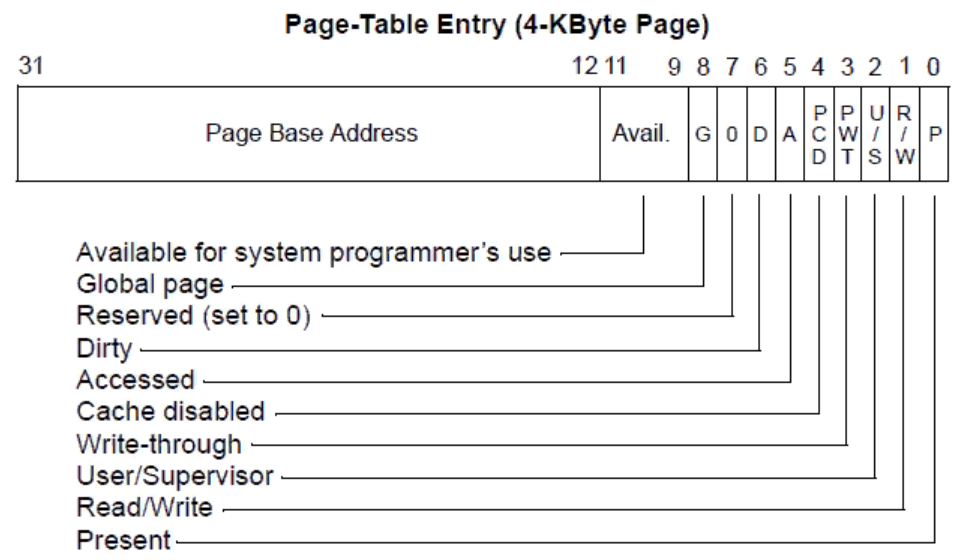 Page-Table Entry (4-KByte Page)
31 12 11 9 8 7 6 5 4 3 2 1 0
Page Base Address Avail. G 0 D A PCD PWT U/S R/W P
Available for system programmer's use
Global page
Reserved (set to 0)
Dirty
Accessed
Cache disabled
Write-through
User/Supervisor
Read/Write
Present